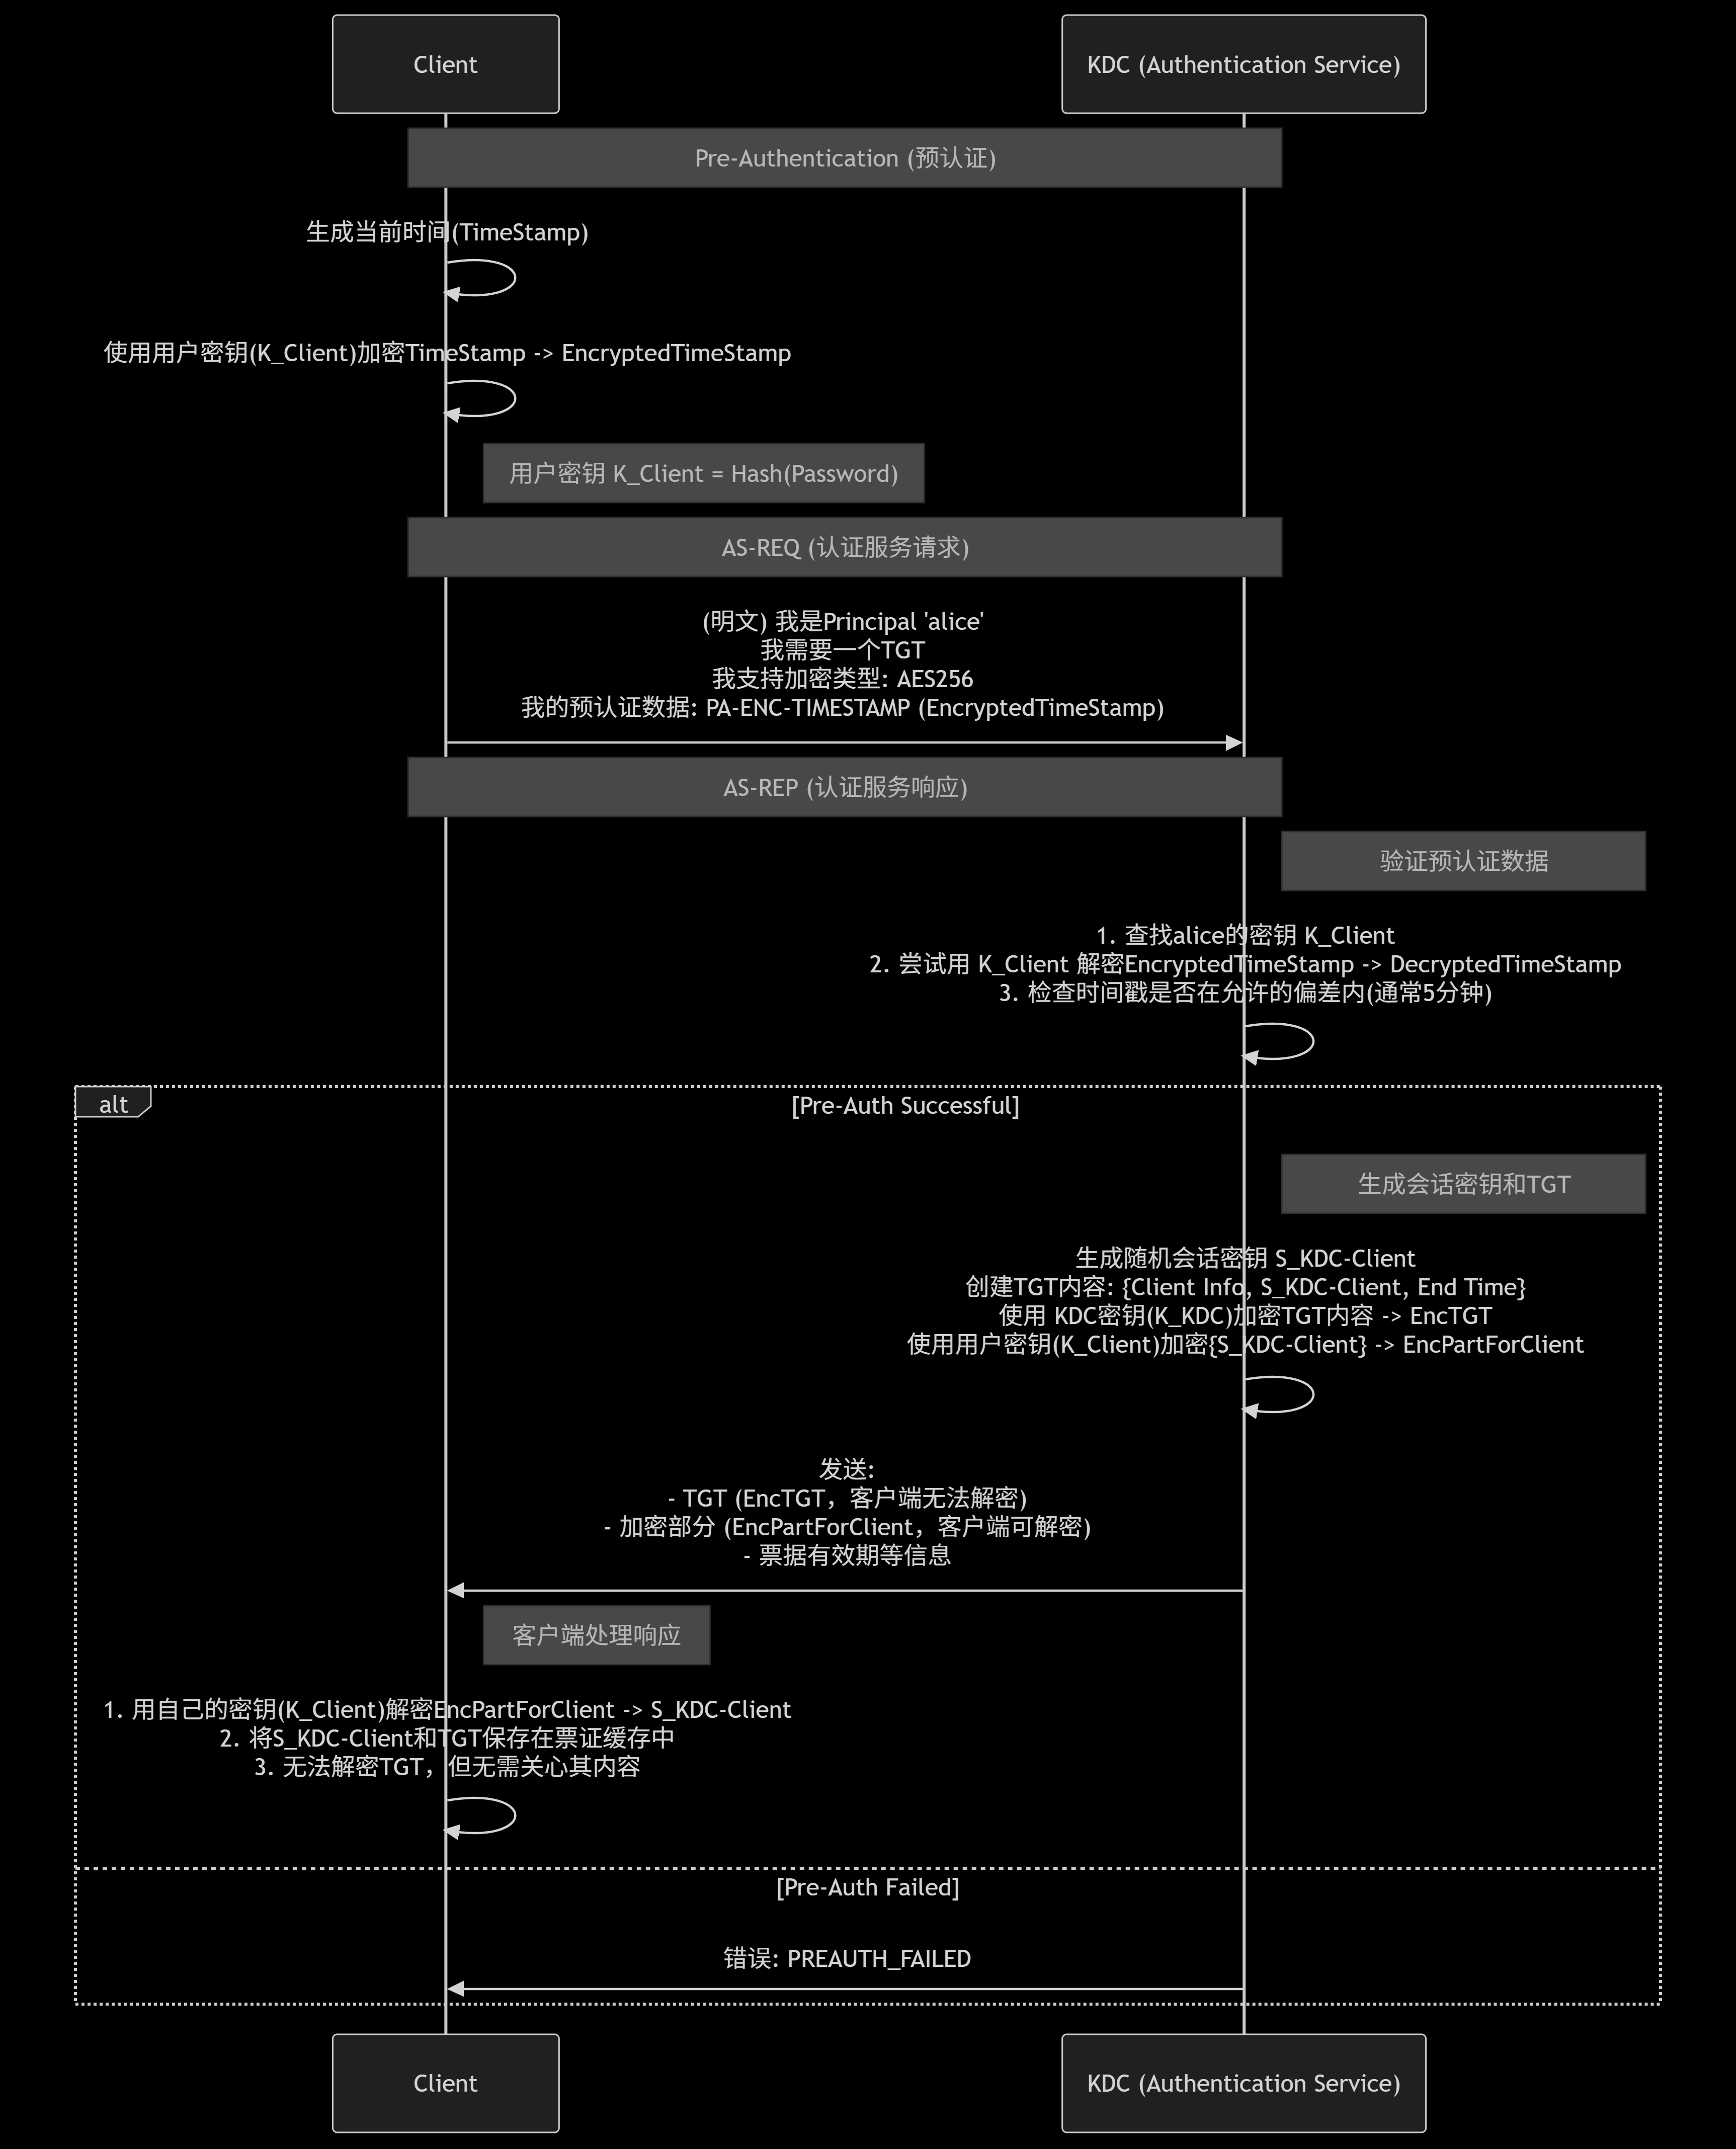 Client
KDC (Authentication Service)
Pre-Authentication (预认证)
生成当前时间(TimeStamp)
使用用户密钥(K_Client)加密TimeStamp -> EncryptedTimeStamp
用户密钥 K_Client = Hash(Password)
AS-REQ (认证服务请求)
(明文) 我是Principal 'alice'
我需要一个TGT
我支持加密类型: AES256
我的预认证数据: PA-ENC-TIMESTAMP (EncryptedTimeStamp)
AS-REP (认证服务响应)
验证预认证数据
1. 查找alice的密钥 K_Client
2. 尝试用 K_Client 解密EncryptedTimeStamp -> DecryptedTimeStamp
3. 检查时间戳是否在允许的偏差内(通常5分钟)
alt
[Pre-Auth Successful]
生成会话密钥和TGT
生成随机会话密钥 S_KDC-Client
创建TGT内容: {Client Info, S_KDC-Client, End Time}
使用 KDC密钥(K_KDC)加密TGT内容 -> EncTGT
使用用户密钥(K_Client)加密{S_KDC-Client} -> EncPartForClient
发送:
- TGT (EncTGT，客户端无法解密)
- 加密部分 (EncPartForClient，客户端可解密)
- 票据有效期等信息
客户端处理响应
1. 用自己的密钥(K_Client)解密EncPartForClient -> S_KDC-Client
2. 将S_KDC-Client和TGT保存在票证缓存中
3. 无法解密TGT，但无需关心其内容
[Pre-Auth Failed]
错误: PREAUTH_FAILED
Client
KDC (Authentication Service)